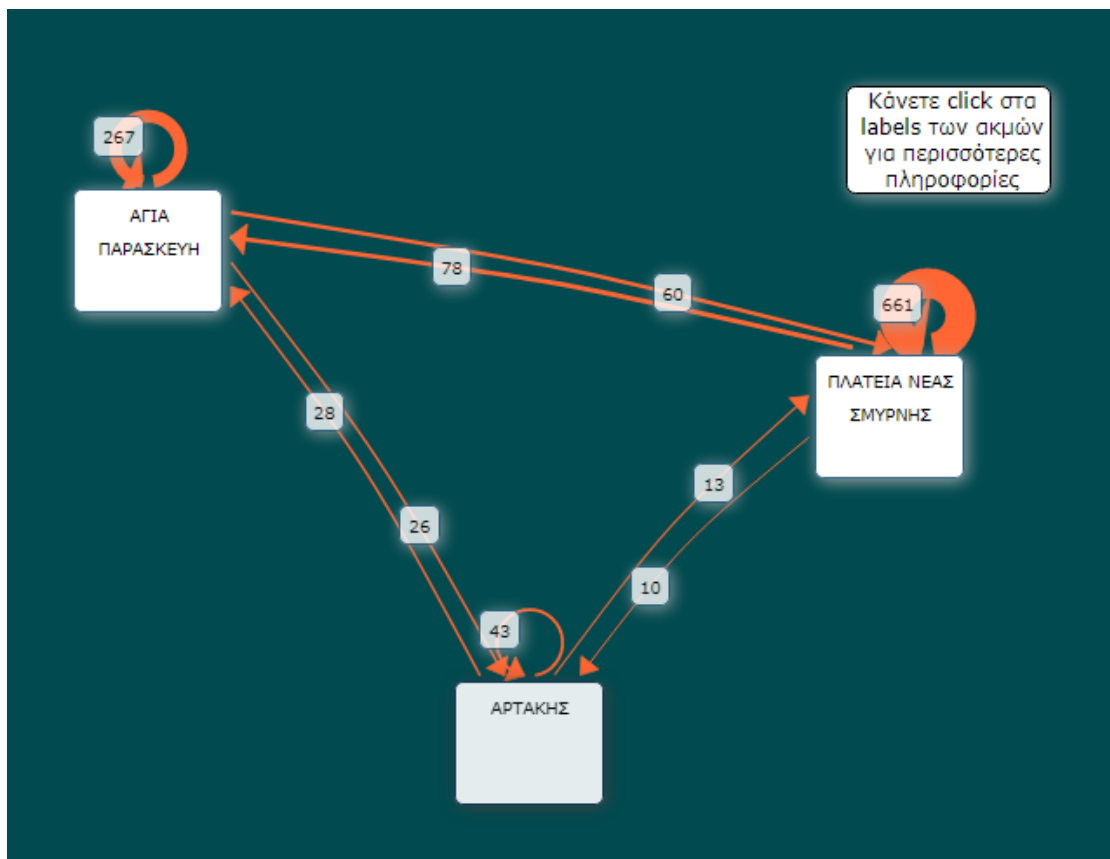 Κάνετε click στα
labels των ακμών
για περισσότερες
πληροφορίες
267
ΑΓΙΑ
ΠΑΡΑΣΚΕΥΗ
78
60
661
ΠΛΑΤΕΙΑ ΝΕΑΣ
ΣΜΥΡΝΗΣ
28
26
13
10
43
ΑΡΤΑΚΗΣ